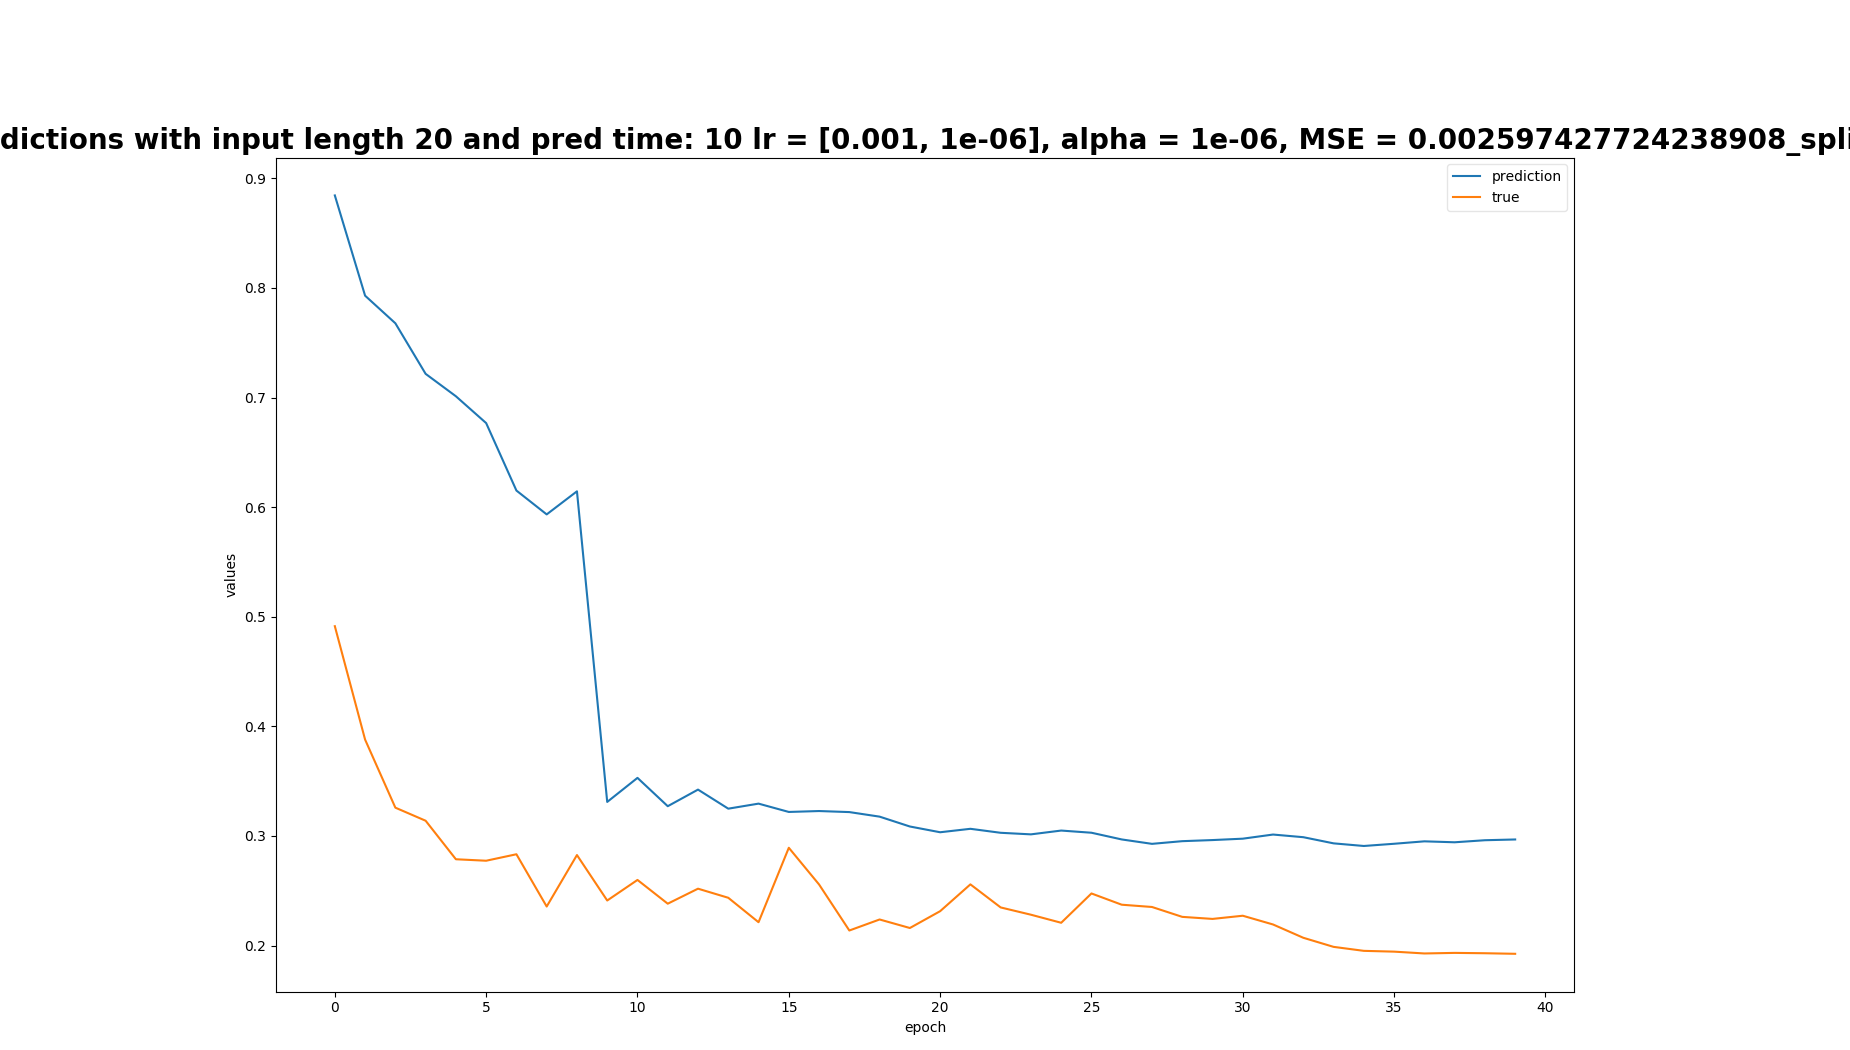 dictions with input length 20 and pred time: 10 lr = [0.001, 1e-06], alpha = 1e-06, MSE = 0.002597427724238908_spli
prediction
true
0.9
0.8
0.7
0.6
0.5
0.4
0.3
0.2
values
0 5 10 15 20 25 30 35 40
epoch